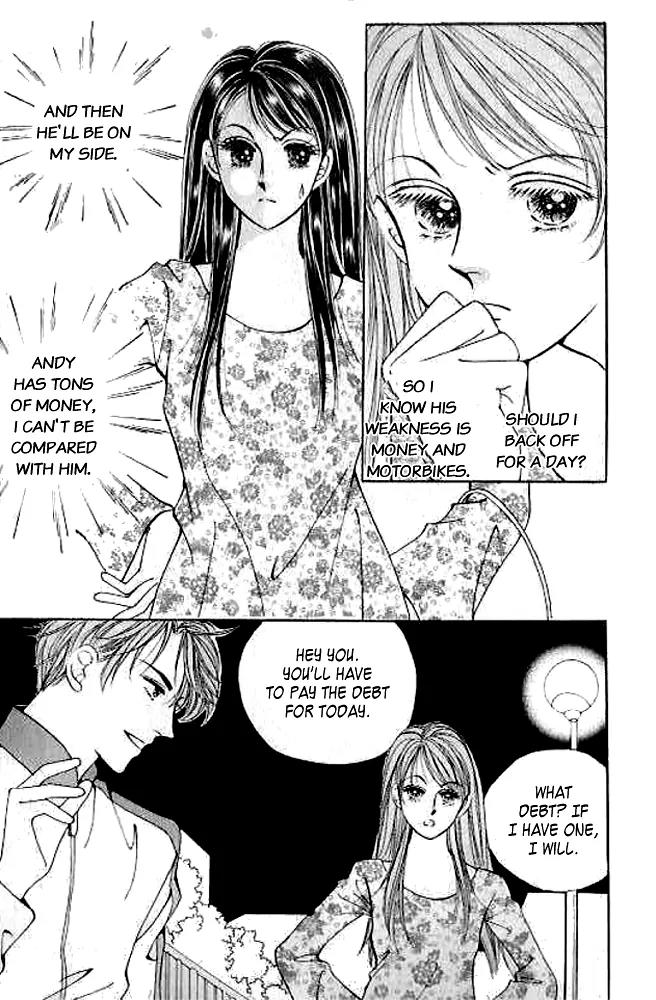 AND THEN
HE'LL BE ON
MY SIDE.
ANDY
HAS TONS
OF MONEY,
I CAN'T BE
COMPARED
WITH HIM.
SO I
KNOW HIS
WEAKNESS IS
MONEY AND
MOTORBIKES.
SHOULD I
BACK OFF
FOR A DAY?
HEY YOU.
YOU'LL HAVE
TO PAY THE DEBT
FOR TODAY.
WHAT
DEBT? IF
I HAVE ONE,
I WILL.